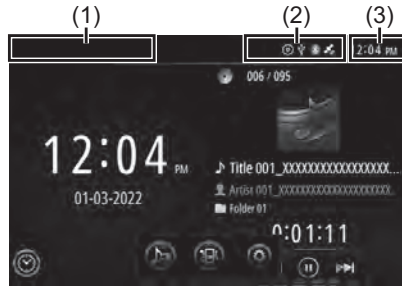 (1) (2) (3)
2:04 PM
006 / 095
12:04 PM
01-03-2022
Title 001_XXXXXXXXXXXXXXXXX...
Artist 001_XXXXXXXXXXXXXXXXXXX...
Folder 01
0:01:11